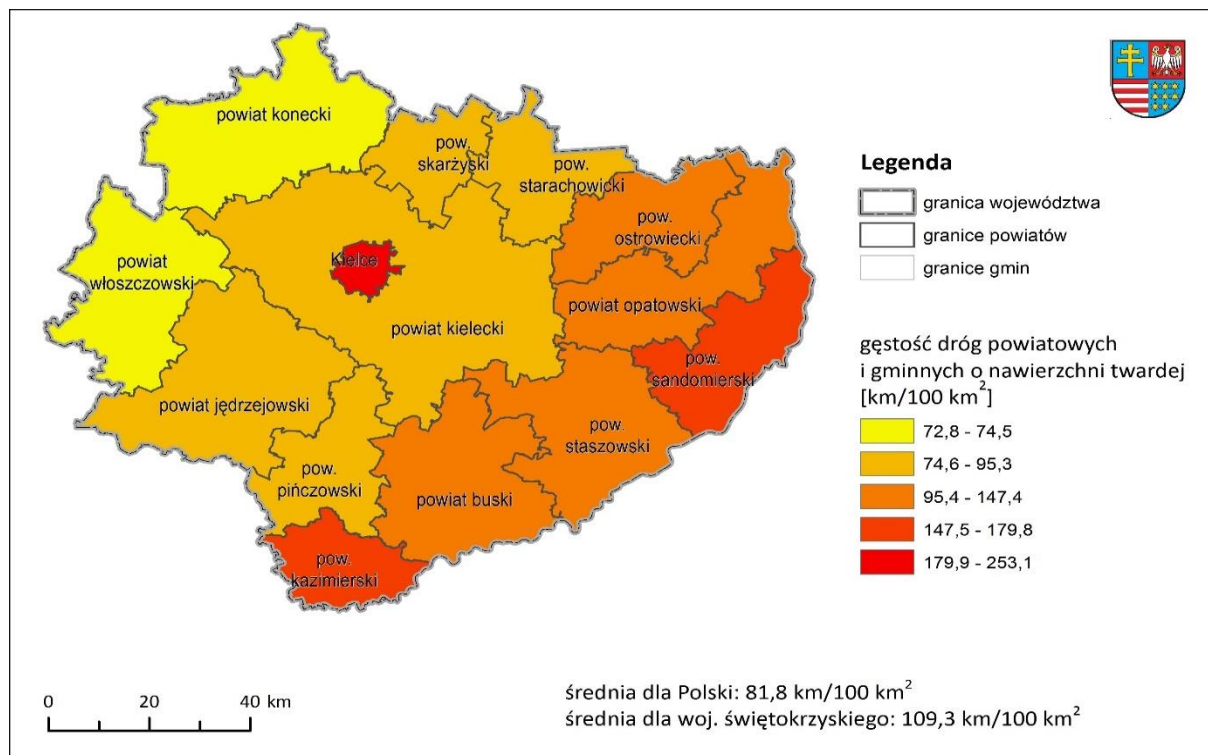 powiat konecki
pow.
skarżyski
pow.
starachowicki
pow.
ostrowiecki
powiat
włoszczowski
Kielce
powiat opatowski
powiat kielecki
pow.
sandomierski
powiat jędrzejowski
pow.
staszowski
pow.
pińczowski
powiat buski
pow.
kazimierski
Legenda
granica województwa
granice powiatów
granice gmin
gęstość dróg powiatowych
i gminnych o nawierzchni twardej
[km/100 km²]
72,8 - 74,5
74,6 - 95,3
95,4 - 147,4
147,5 - 179,8
179,9 - 253,1
0 20 40 km
średnia dla Polski: 81,8 km/100 km²
średnia dla woj. świętokrzyskiego: 109,3 km/100 km²